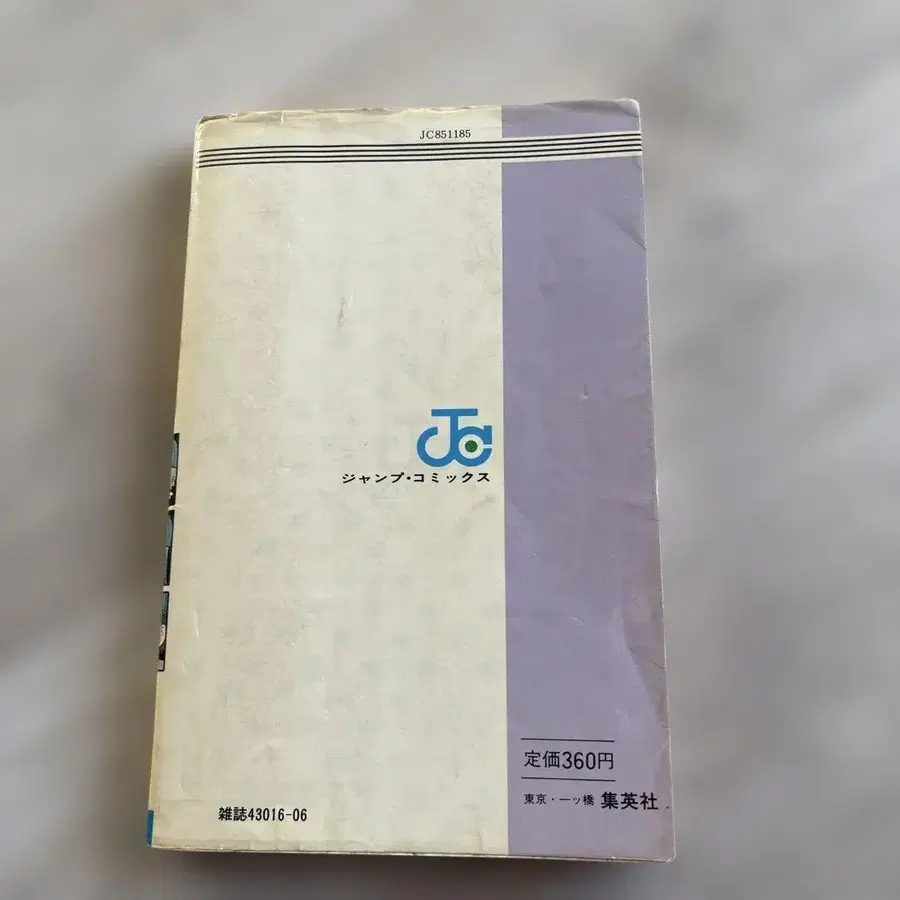 JC851185
JC
ジャンプ・コミックス
定価360円
東京・一ッ橋 集英社
雑誌43016-06